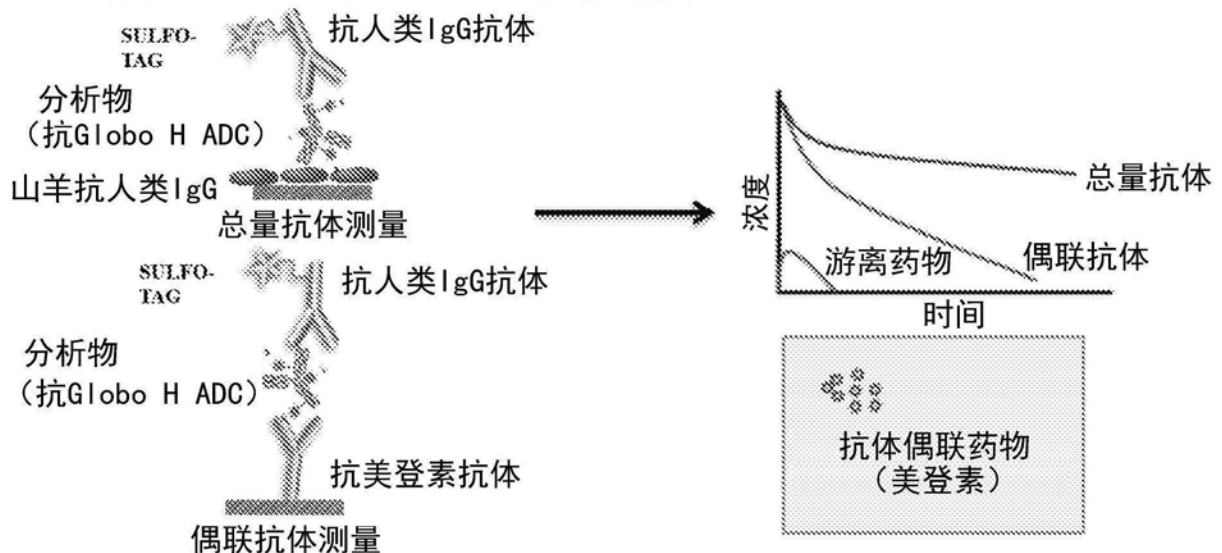 SULFO-
TAG
抗人类IgG抗体
分析物
（抗Globo H ADC）
山羊抗人类IgG
总量抗体测量
SULFO-
TAG
抗人类IgG抗体
分析物
（抗Globo H ADC）
抗美登素抗体
偶联抗体测量
浓度
总量抗体
游离药物
偶联抗体
时间
抗体偶联药物
（美登素）